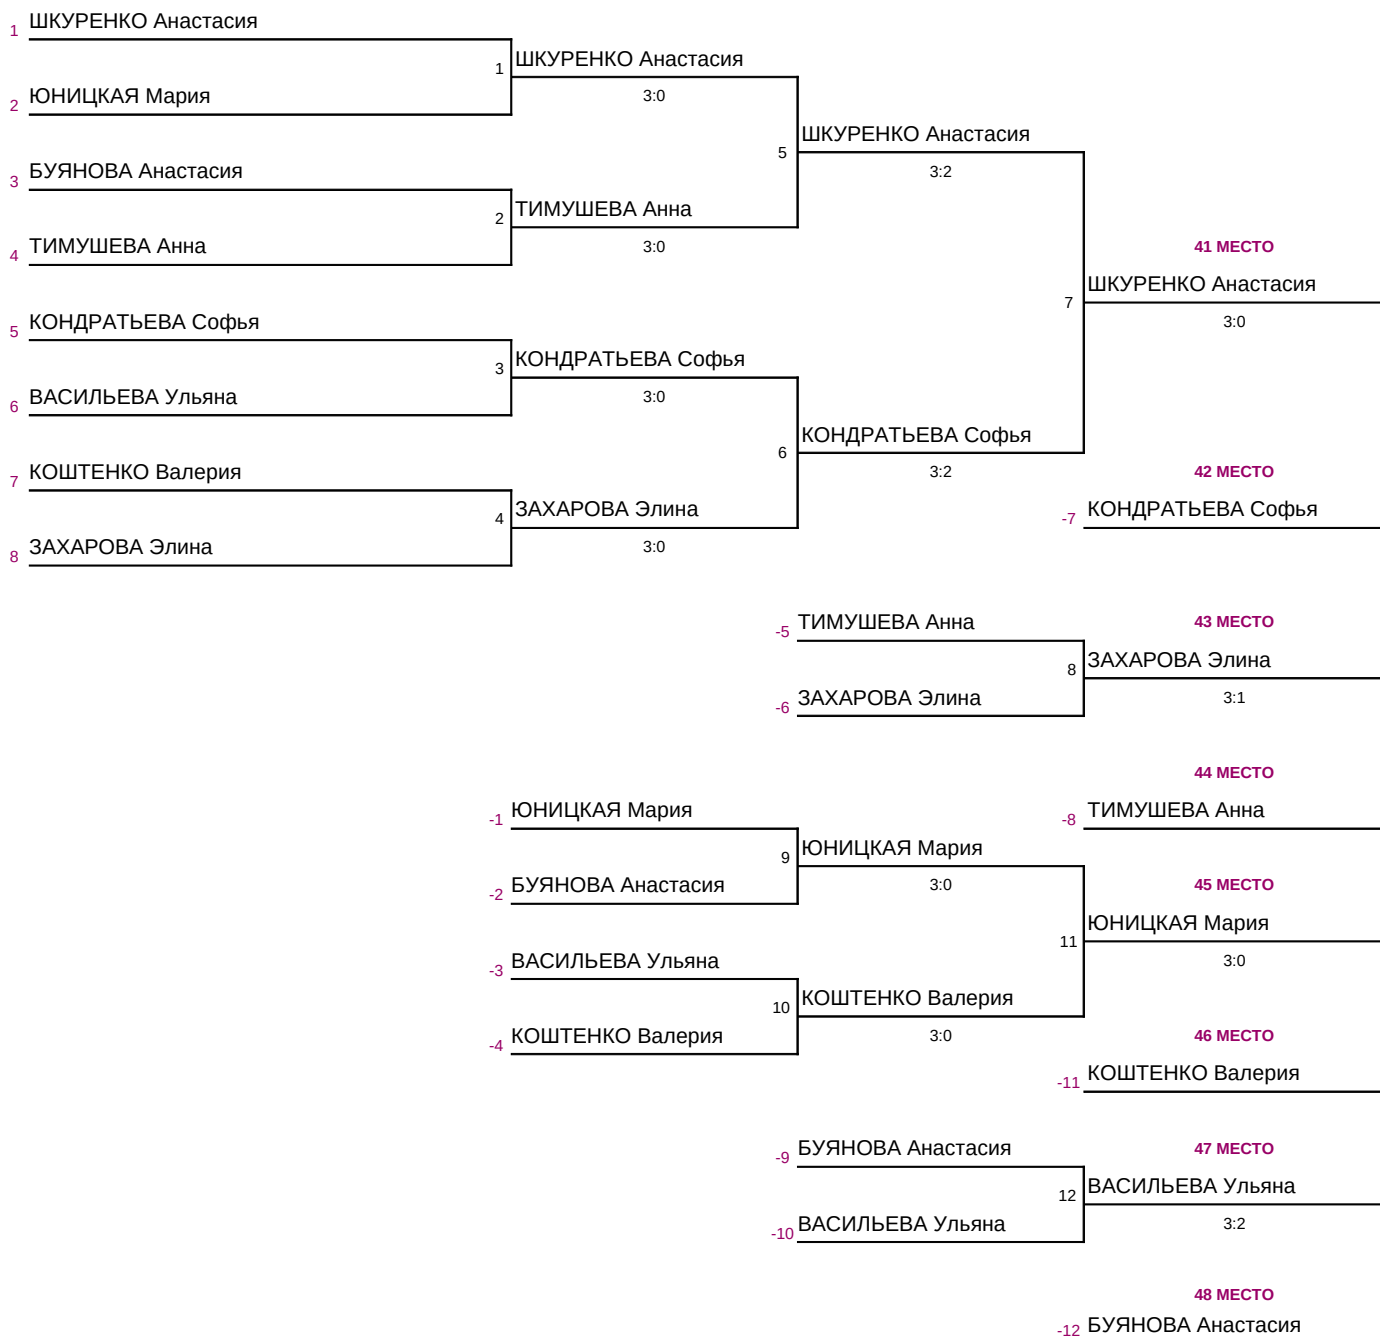 1 ШКУРЕНКО Анастасия
1 ШКУРЕНКО Анастасия
3:0
2 ЮНИЦКАЯ Мария
5 ШКУРЕНКО Анастасия
3:2
3 БУЯНОВА Анастасия
2 ТИМУШЕВА Анна
3:0
4 ТИМУШЕВА Анна
41 МЕСТО
7 ШКУРЕНКО Анастасия
3:0
5 КОНДРАТЬЕВА Софья
3 КОНДРАТЬЕВА Софья
3:0
6 ВАСИЛЬЕВА Ульяна
6 КОНДРАТЬЕВА Софья
3:2
7 КОШТЕНКО Валерия
42 МЕСТО
4 ЗАХАРОВА Элина
3:0
-7 КОНДРАТЬЕВА Софья
8 ЗАХАРОВА Элина
-5 ТИМУШЕВА Анна
43 МЕСТО
8 ЗАХАРОВА Элина
3:1
-6 ЗАХАРОВА Элина
44 МЕСТО
-1 ЮНИЦКАЯ Мария
-8 ТИМУШЕВА Анна
9 ЮНИЦКАЯ Мария
3:0
-2 БУЯНОВА Анастасия
45 МЕСТО
11 ЮНИЦКАЯ Мария
3:0
-3 ВАСИЛЬЕВА Ульяна
10 КОШТЕНКО Валерия
3:0
-4 КОШТЕНКО Валерия
46 МЕСТО
-11 КОШТЕНКО Валерия
-9 БУЯНОВА Анастасия
47 МЕСТО
12 ВАСИЛЬЕВА Ульяна
3:2
-10 ВАСИЛЬЕВА Ульяна
48 МЕСТО
-12 БУЯНОВА Анастасия